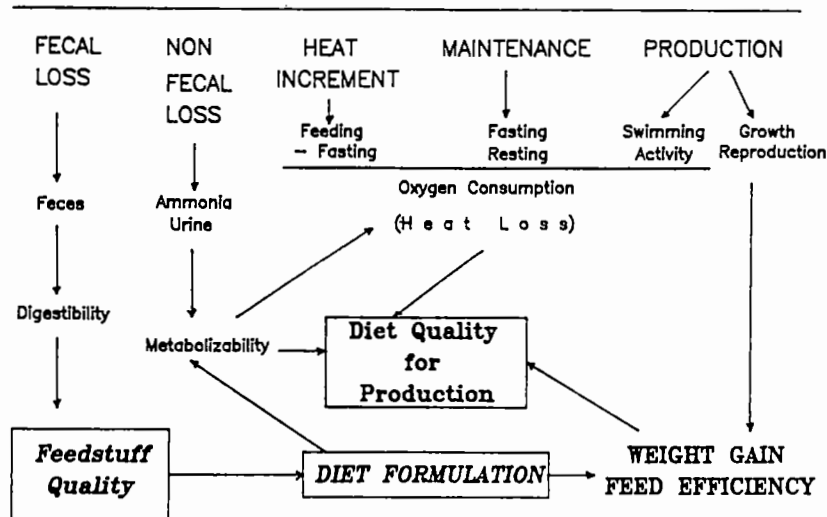 FECAL
LOSS
NON
FECAL
LOSS
HEAT
INCREMENT
MAINTENANCE
PRODUCTION
Feeding
– Fasting
Fasting
Resting
Swimming
Activity
Growth
Reproduction
Oxygen Consumption
(Heat Loss)
Feces
Ammonia
Urine
Digestibility
Metabolizability
Diet Quality
for
Production
Feedstuff
Quality
DIET FORMULATION
WEIGHT GAIN
FEED EFFICIENCY